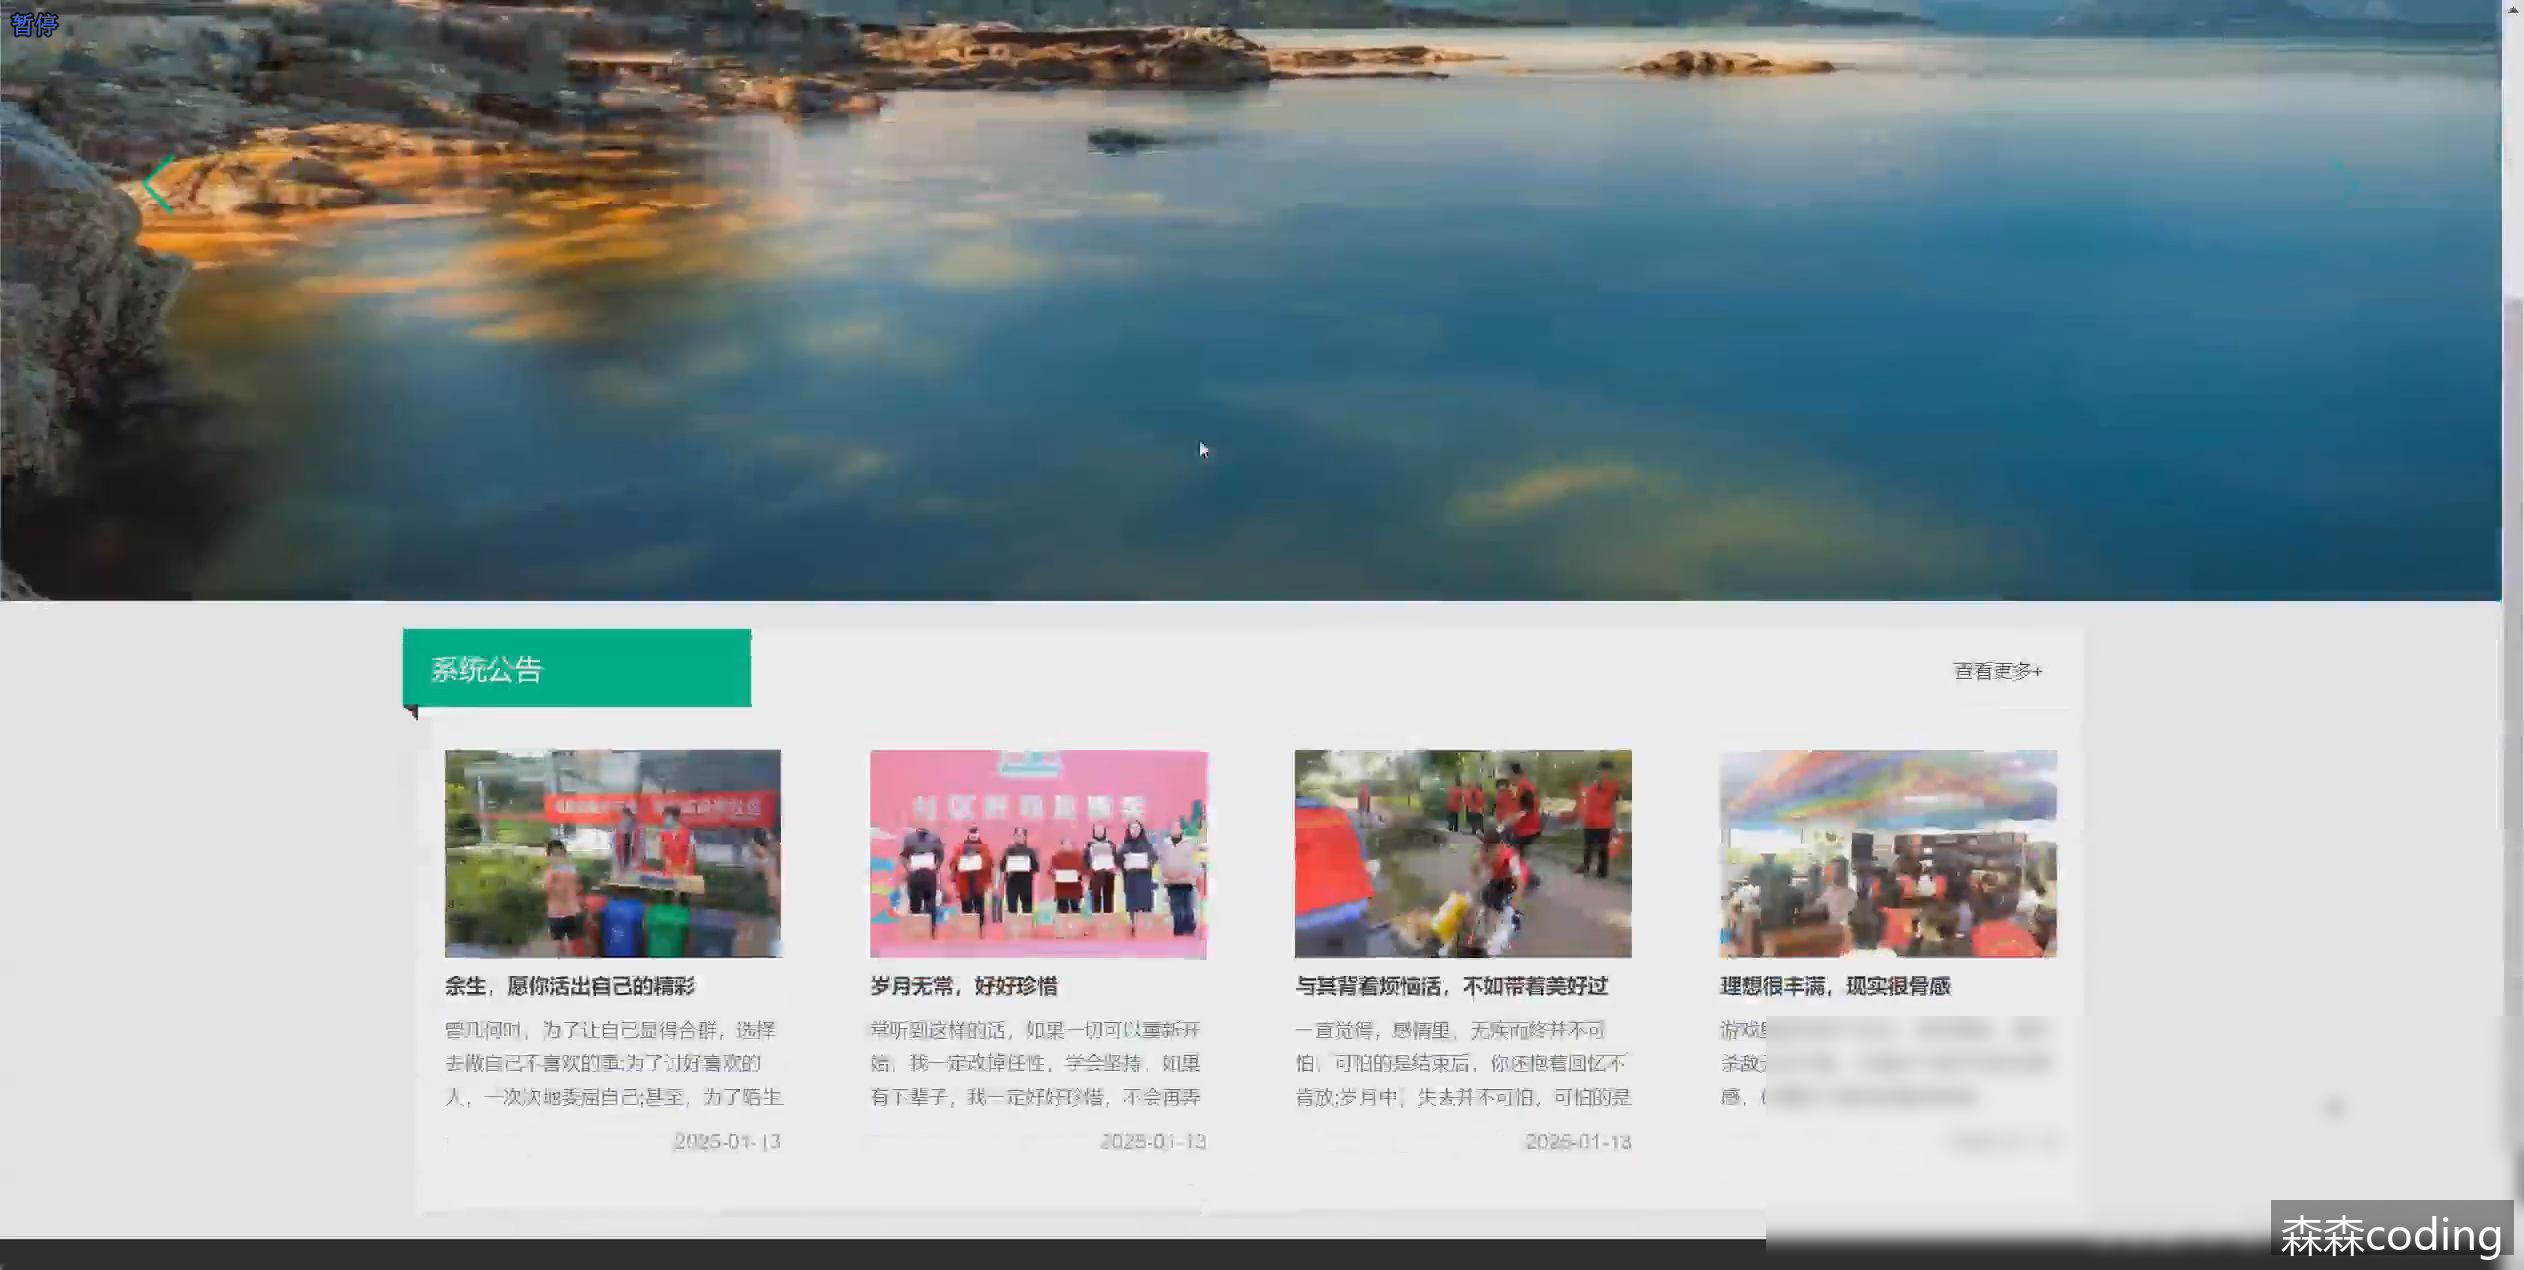 暂停
系统公告
查看更多+
余生，愿你活出自己的精彩
岁月无常，好好珍惜
与其背着烦恼活，不如带着美好过
理想很丰满，现实很骨感
曾几何时，为了让自己显得合群，选择
去做自己不喜欢的事;为了讨好喜欢的
人，一次次地委屈自己;甚至，为了陌生
2025-01-13
常听到这样的话，如果一切可以重新开
始，我一定改掉任性，学会坚持，如果
有下辈子，我一定好好珍惜，不会再弄
2025-01-13
一直觉得，感情里，无疾而终并不可
怕，可怕的是结束后，你还抱着回忆不
肯放;岁月中，失去并不可怕，可怕的是
2025-01-13
游戏
杀敌
感，
森森coding